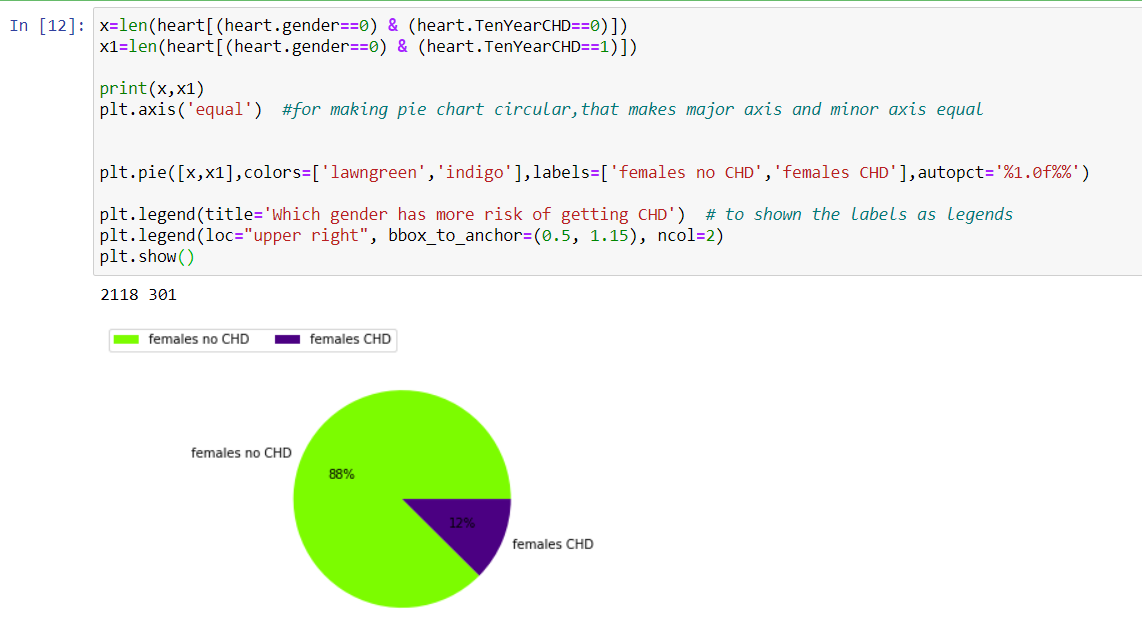 In [12]: x=len(heart[(heart.gender==0) & (heart.TenYearCHD==0)])
x1=len(heart[(heart.gender==0) & (heart.TenYearCHD==1)])
print(x,x1)
plt.axis('equal')  #for making pie chart circular,that makes major axis and minor axis equal
plt.pie([x,x1],colors=['lawngreen','indigo'],labels=['females no CHD','females CHD'],autopct='%1.0f%%')
plt.legend(title='Which gender has more risk of getting CHD')  # to shown the labels as legends
plt.legend(loc="upper right", bbox_to_anchor=(0.5, 1.15), ncol=2)
plt.show()
2118 301
females no CHD females CHD
females no CHD
88%
12%
females CHD